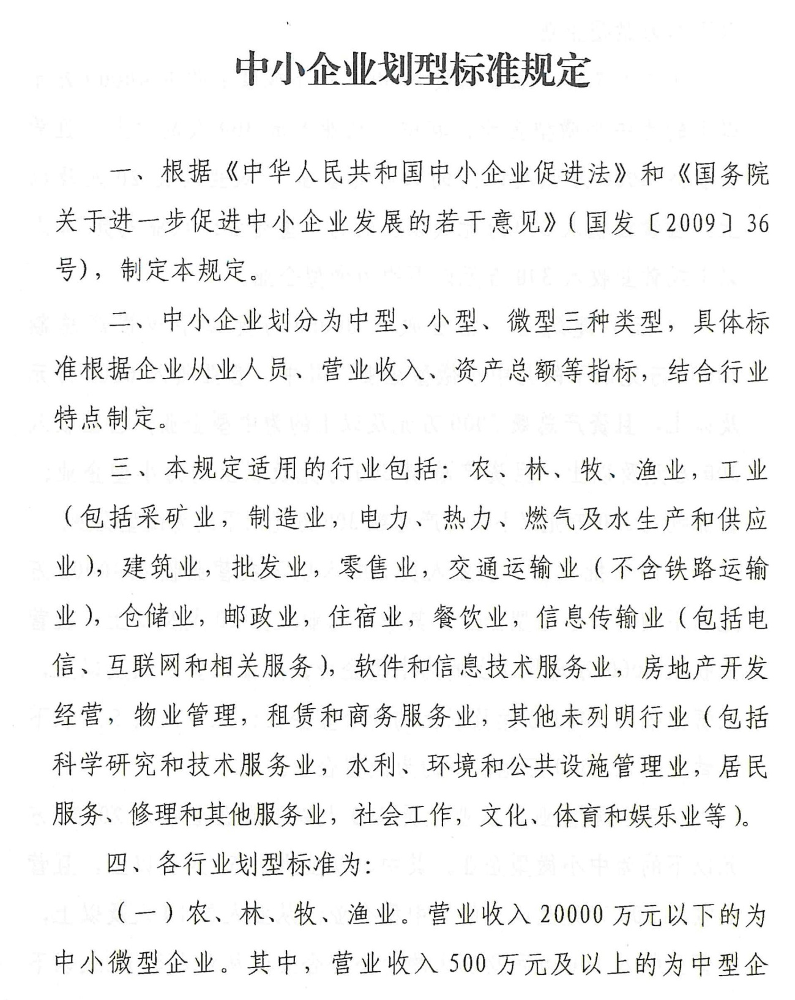 中小企业划型标准规定
一、根据《中华人民共和国中小企业促进法》和《国务院
关于进一步促进中小企业发展的若干意见》(国发〔2009〕36
号)，制定本规定。
二、中小企业划分为中型、小型、微型三种类型，具体标
准根据企业从业人员、营业收入、资产总额等指标，结合行业
特点制定。
三、本规定适用的行业包括：农、林、牧、渔业，工业
（包括采矿业，制造业，电力、热力、燃气及水生产和供应
业），建筑业，批发业，零售业，交通运输业（不含铁路运输
业），仓储业，邮政业，住宿业，餐饮业，信息传输业（包括电
信、互联网和相关服务），软件和信息技术服务业，房地产开发
经营，物业管理，租赁和商务服务业，其他未列明行业（包括
科学研究和技术服务业，水利、环境和公共设施管理业，居民
服务、修理和其他服务业，社会工作，文化、体育和娱乐业等）。
四、各行业划型标准为：
（一）农、林、牧、渔业。营业收入 20000 万元以下的为
中小微型企业。其中，营业收入 500 万元及以上的为中型企